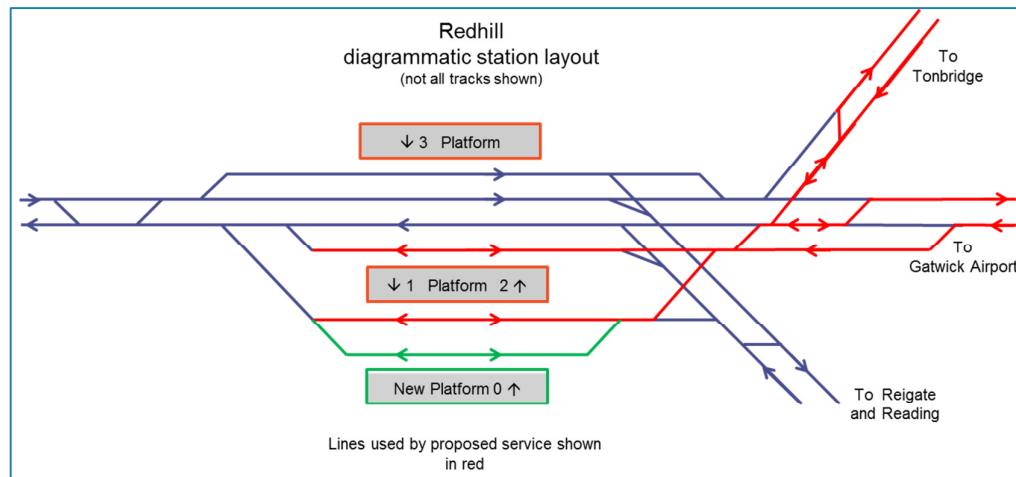 Redhill
diagrammatic station layout
(not all tracks shown)
To
Tonbridge
↓ 3 Platform
To
Gatwick Airport
↓ 1 Platform 2 ↑
New Platform 0 ↑
To Reigate
and Reading
Lines used by proposed service shown
in red